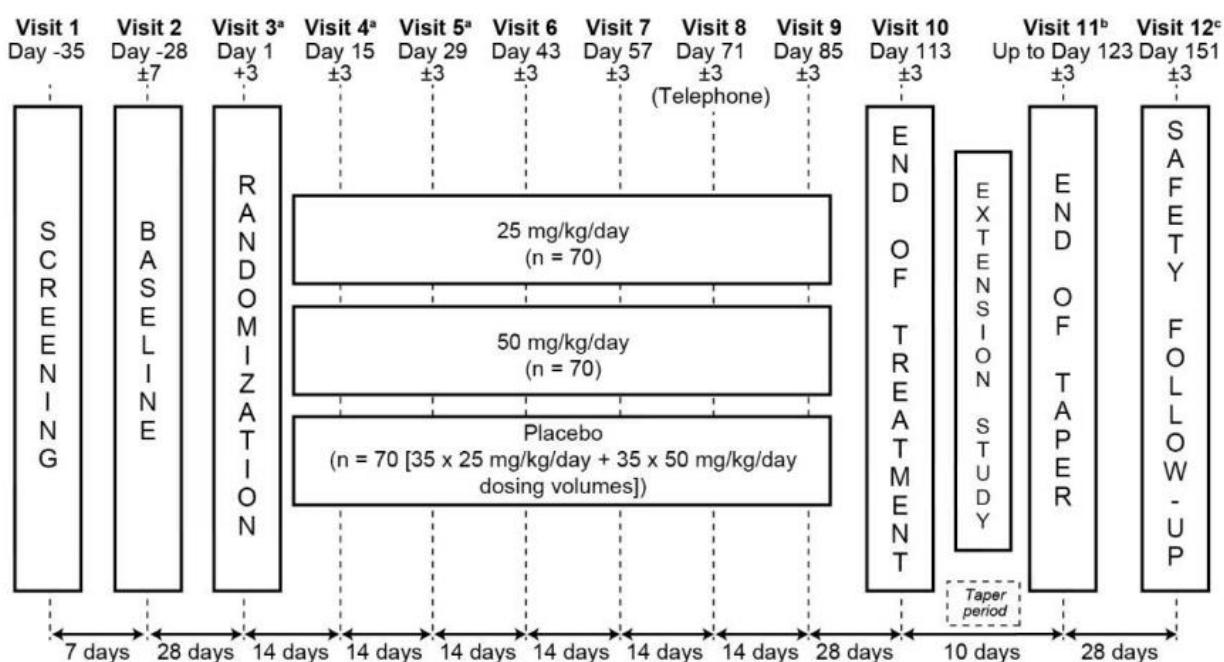 Visit 1 Visit 2 Visit 3ᵃ Visit 4ᵃ Visit 5ᵃ Visit 6 Visit 7 Visit 8 Visit 9 Visit 10 Visit 11ᵇ Visit 12ᶜ
Day -35 Day -28 Day 1 Day 15 Day 29 Day 43 Day 57 Day 71 Day 85 Day 113 Up to Day 123 Day 151
±7 +3 ±3 ±3 ±3 ±3 ±3 ±3 ±3 ±3 ±3
(Telephone)
SCREENING
BASELINE
RANDOMIZATION
25 mg/kg/day
(n = 70)
50 mg/kg/day
(n = 70)
Placebo
(n = 70 [35 x 25 mg/kg/day + 35 x 50 mg/kg/day
dosing volumes])
END OF TREATMENT
EXTENSION STUDY
END OF TAPER
SAFETY FOLLOW-UP
Taper
period
7 days 28 days 14 days 14 days 14 days 14 days 14 days 14 days 28 days 10 days 28 days